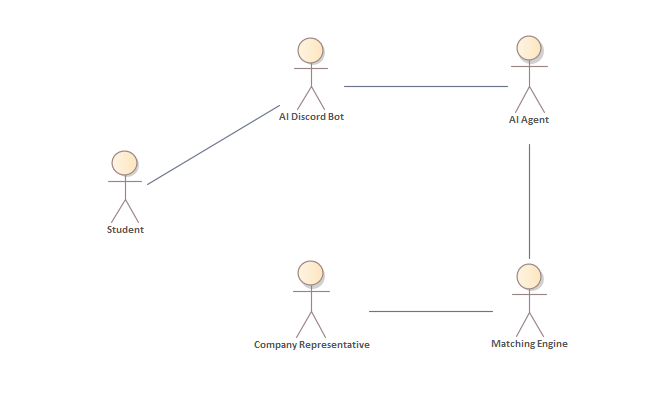 AI Discord Bot
AI Agent
Student
Company Representative
Matching Engine